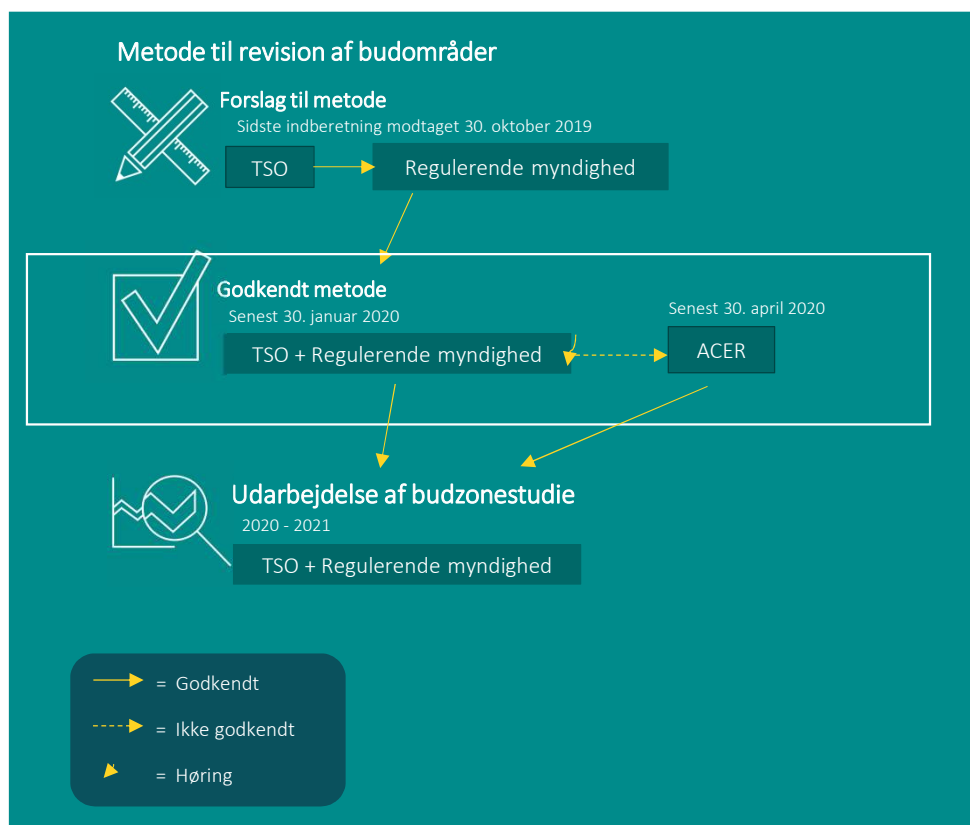 Metode til revision af budområder
Forslag til metode
Sidste indberetning modtaget 30. oktober 2019
TSO
Regulerende myndighed
Godkendt metode
Senest 30. januar 2020
TSO + Regulerende myndighed
Senest 30. april 2020
ACER
Udarbejdelse af budzonestudie
2020 - 2021
TSO + Regulerende myndighed
= Godkendt
= Ikke godkendt
= Høring